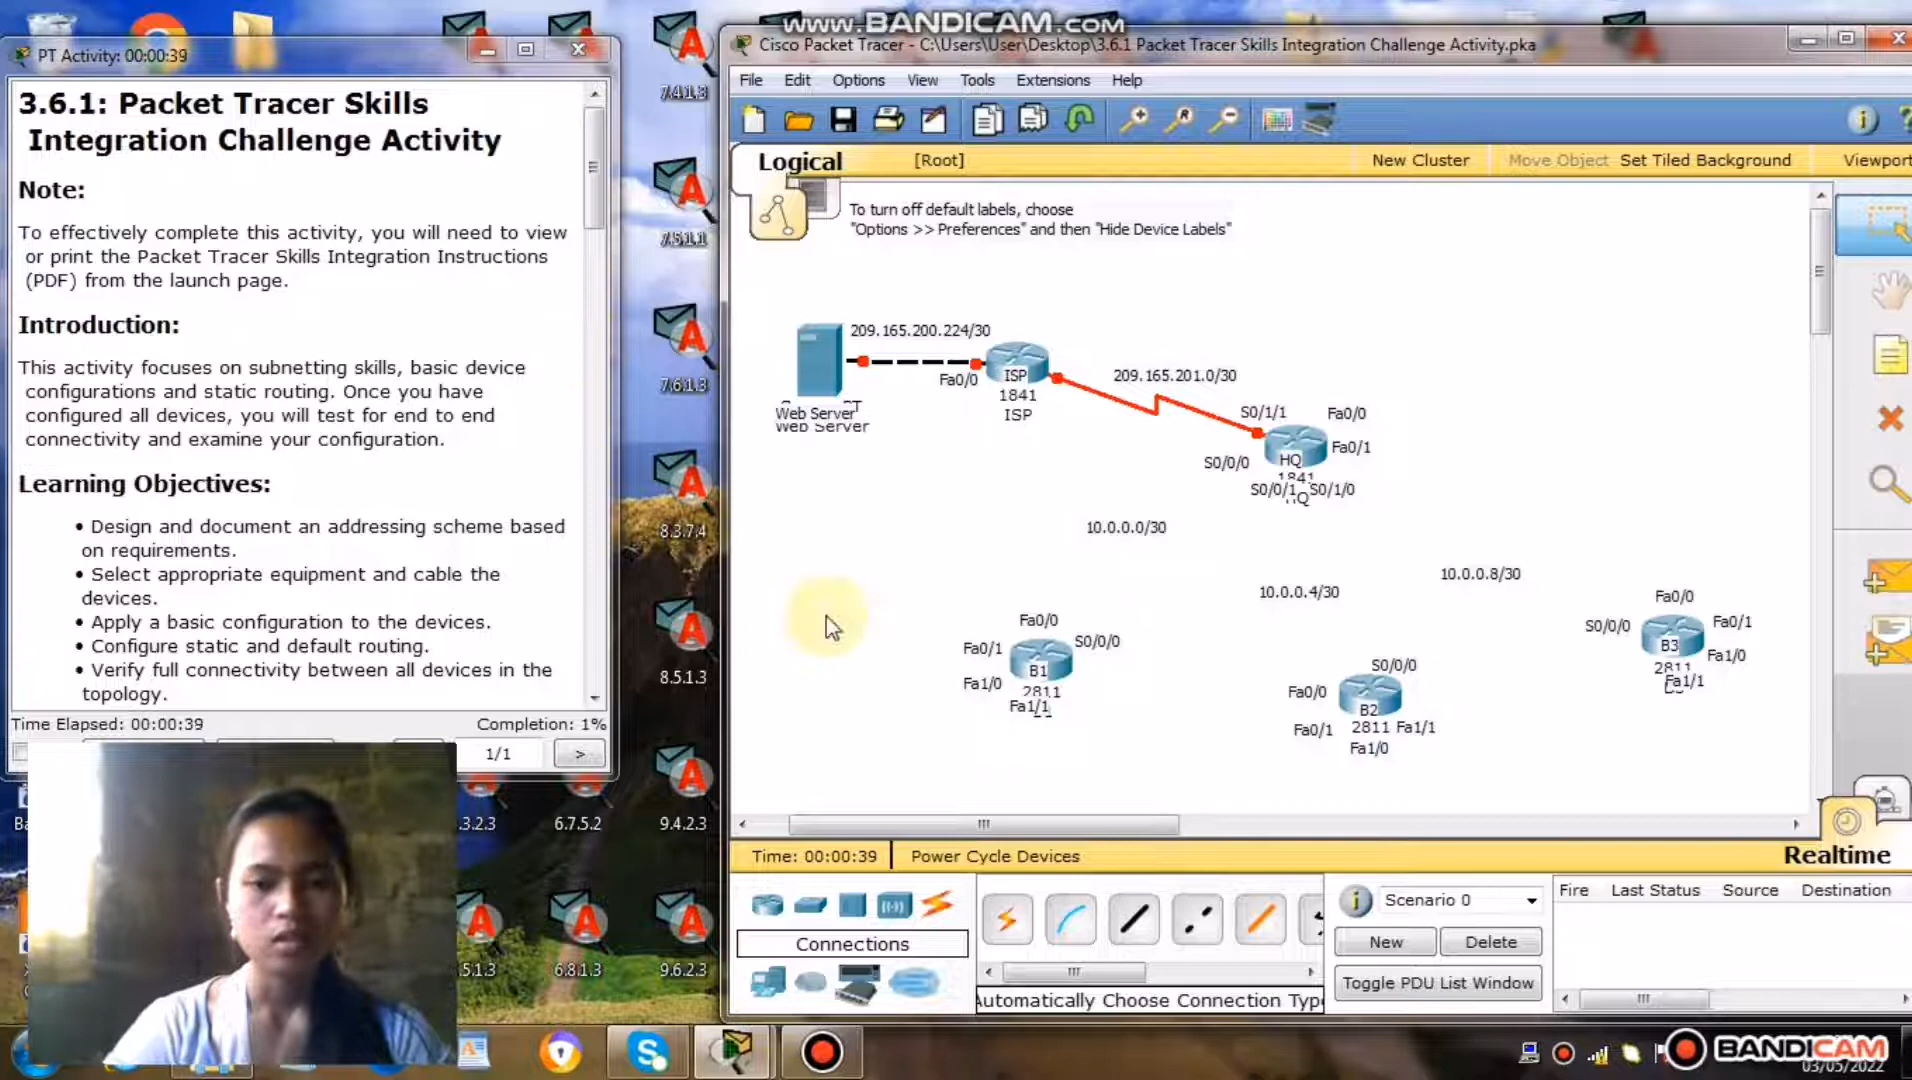 www.BANDICAM.com
PT Activity: 00:00:39
3.6.1: Packet Tracer Skills
Integration Challenge Activity
Note:
To effectively complete this activity, you will need to view
or print the Packet Tracer Skills Integration Instructions
(PDF) from the launch page.
Introduction:
This activity focuses on subnetting skills, basic device
configurations and static routing. Once you have
configured all devices, you will test for end to end
connectivity and examine your configuration.
Learning Objectives:
• Design and document an addressing scheme based
on requirements.
• Select appropriate equipment and cable the
devices.
• Apply a basic configuration to the devices.
• Configure static and default routing.
• Verify full connectivity between all devices in the
topology.
Time Elapsed: 00:00:39
Completion: 1%
1/1
>
7.4.1.3
7.5.1.1
7.6.1.3
8.3.7.4
8.5.1.3
.3.2.3
6.7.5.2
9.4.2.3
.5.1.3
6.8.1.3
9.6.2.3
Cisco Packet Tracer - C:\Users\User\Desktop\3.6.1 Packet Tracer Skills Integration Challenge Activity.pka
File Edit Options View Tools Extensions Help
Logical
[Root]
New Cluster
Move Object
Set Tiled Background
Viewport
To turn off default labels, choose
"Options >> Preferences" and then "Hide Device Labels"
209.165.200.224/30
Fa0/0
ISP
1841
ISP
Web Server
Web Server
209.165.201.0/30
S0/1/1
Fa0/0
Fa0/1
S0/0/0
HQ
1841
S0/0/1
S0/1/0
10.0.0.0/30
10.0.0.4/30
10.0.0.8/30
Fa0/0
Fa0/1
S0/0/0
B1
Fa1/0
2811
Fa1/1
S0/0/0
Fa0/0
B2
Fa0/1
2811
Fa1/1
Fa1/0
Fa0/0
S0/0/0
Fa0/1
B3
Fa1/0
2811
Fa1/1
Time: 00:00:39
Power Cycle Devices
Realtime
Connections
Automatically Choose Connection Type
Scenario 0
New
Delete
Toggle PDU List Window
Fire
Last Status
Source
Destination
BANDICAM
03/05/2022